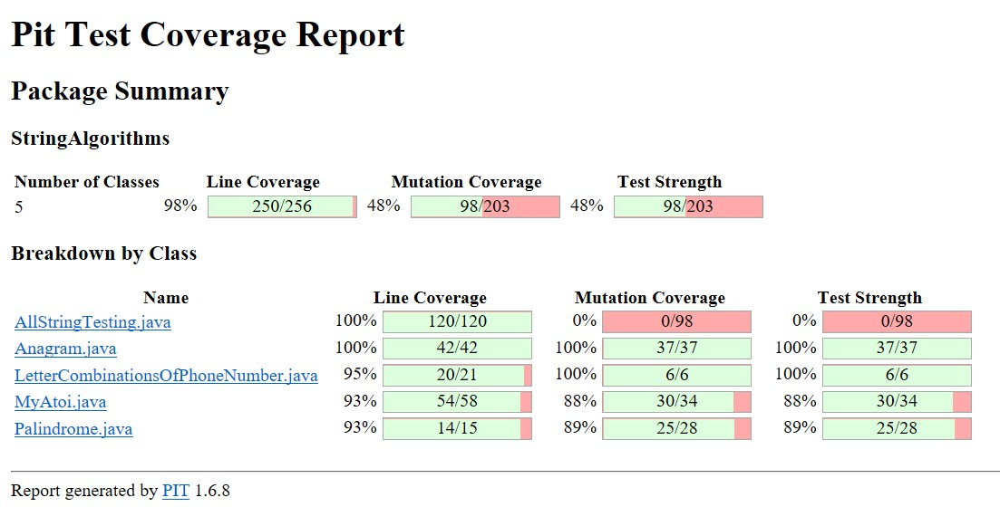 Pit Test Coverage Report
Package Summary
StringAlgorithms
Number of Classes Line Coverage Mutation Coverage Test Strength
5 98% 250/256 48% 98/203 48% 98/203
Breakdown by Class
Name Line Coverage Mutation Coverage Test Strength
AllStringTesting.java 100% 120/120 0% 0/98 0% 0/98
Anagram.java 100% 42/42 100% 37/37 100% 37/37
LetterCombinationsOfPhoneNumber.java 95% 20/21 100% 6/6 100% 6/6
MyAtoi.java 93% 54/58 88% 30/34 88% 30/34
Palindrome.java 93% 14/15 89% 25/28 89% 25/28
Report generated by PIT 1.6.8